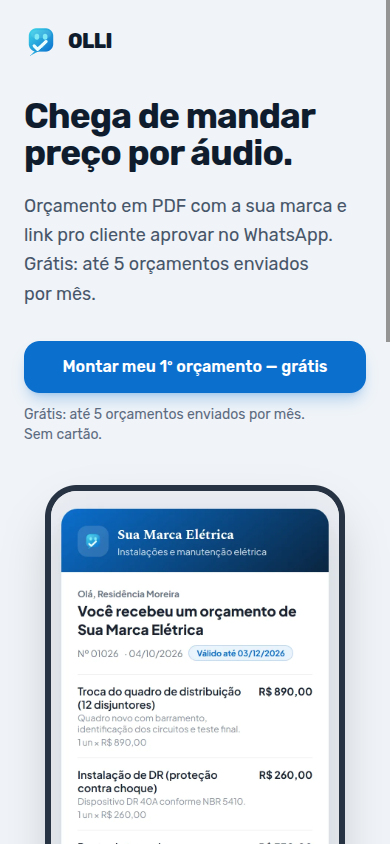 OLLI
Chega de mandar
preço por áudio.
Orçamento em PDF com a sua marca e
link pro cliente aprovar no WhatsApp.
Grátis: até 5 orçamentos enviados
por mês.
Montar meu 1º orçamento — grátis
Grátis: até 5 orçamentos enviados por mês.
Sem cartão.
Sua Marca Elétrica
Instalações e manutenção elétrica
Olá, Residência Moreira
Você recebeu um orçamento de
Sua Marca Elétrica
Nº 01026 · 04/10/2026 Válido até 03/12/2026
Troca do quadro de distribuição R$ 890,00
(12 disjuntores)
Quadro novo com barramento,
identificação dos circuitos e teste final.
1 un × R$ 890,00
Instalação de DR (proteção R$ 260,00
contra choque)
Dispositivo DR 40A conforme NBR 5410.
1 un × R$ 260,00